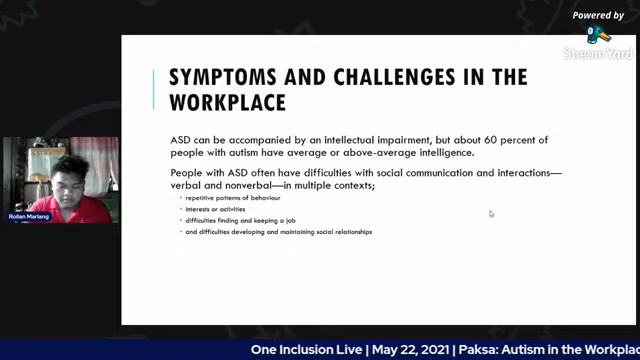 Powered by
StreamYard
SYMPTOMS AND CHALLENGES IN THE
WORKPLACE
ASD can be accompanied by an intellectual impairment, but about 60 percent of
people with autism have average or above-average intelligence.
People with ASD often have difficulties with social communication and interactions—
verbal and nonverbal—in multiple contexts;
repetitive patterns of behaviour
interests or activities
difficulties finding and keeping a job
and difficulties developing and maintaining social relationships
Rollan Marlang
One Inclusion Live | May 22, 2021 | Paksa: Autism in the Workplac